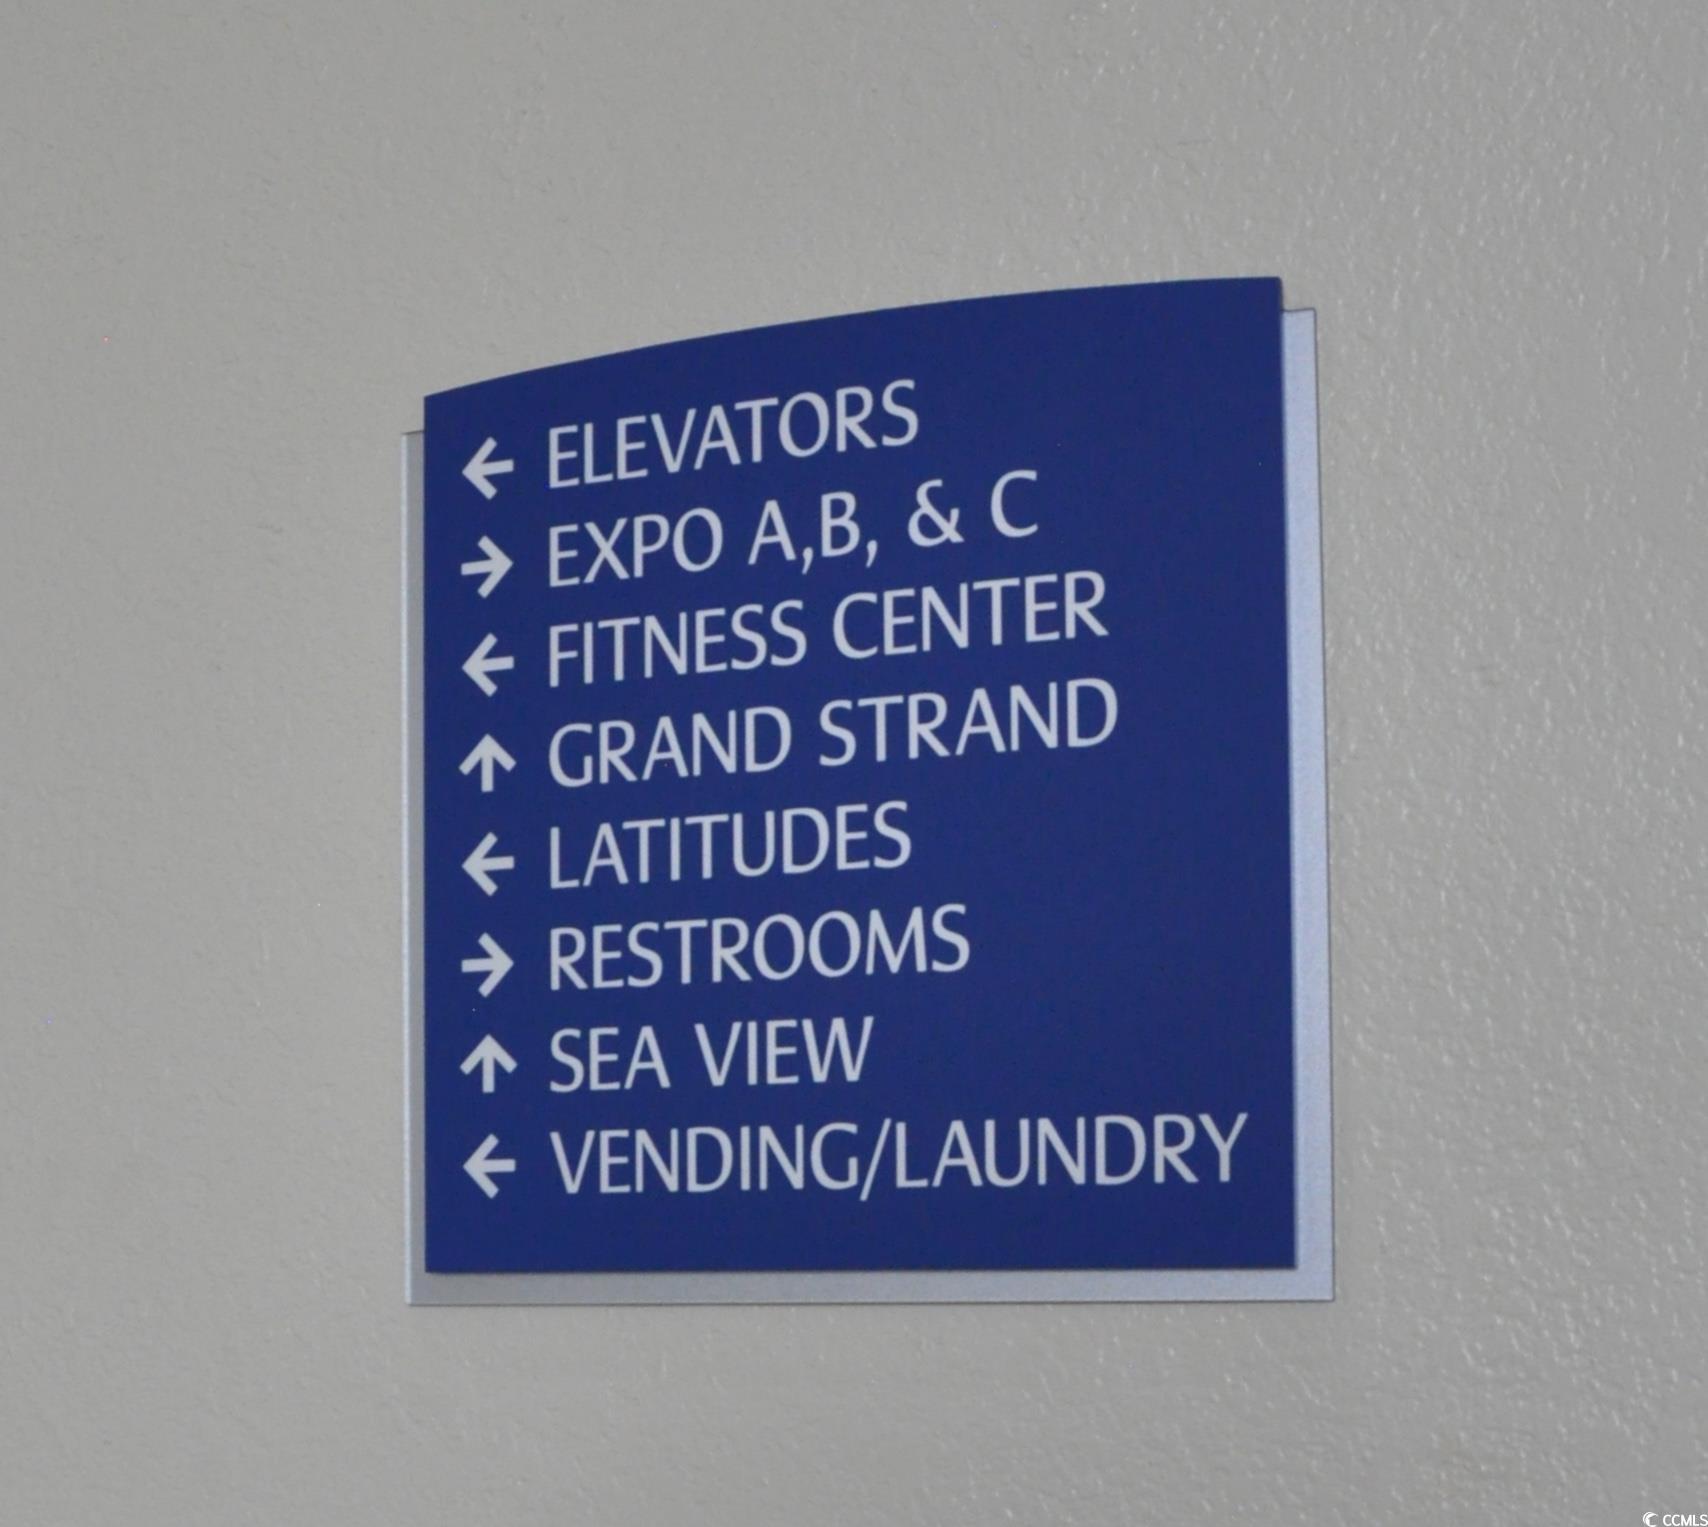 ← ELEVATORS
→ EXPO A,B, & C
← FITNESS CENTER
↑ GRAND STRAND
← LATITUDES
→ RESTROOMS
↑ SEA VIEW
← VENDING/LAUNDRY
CCMLS